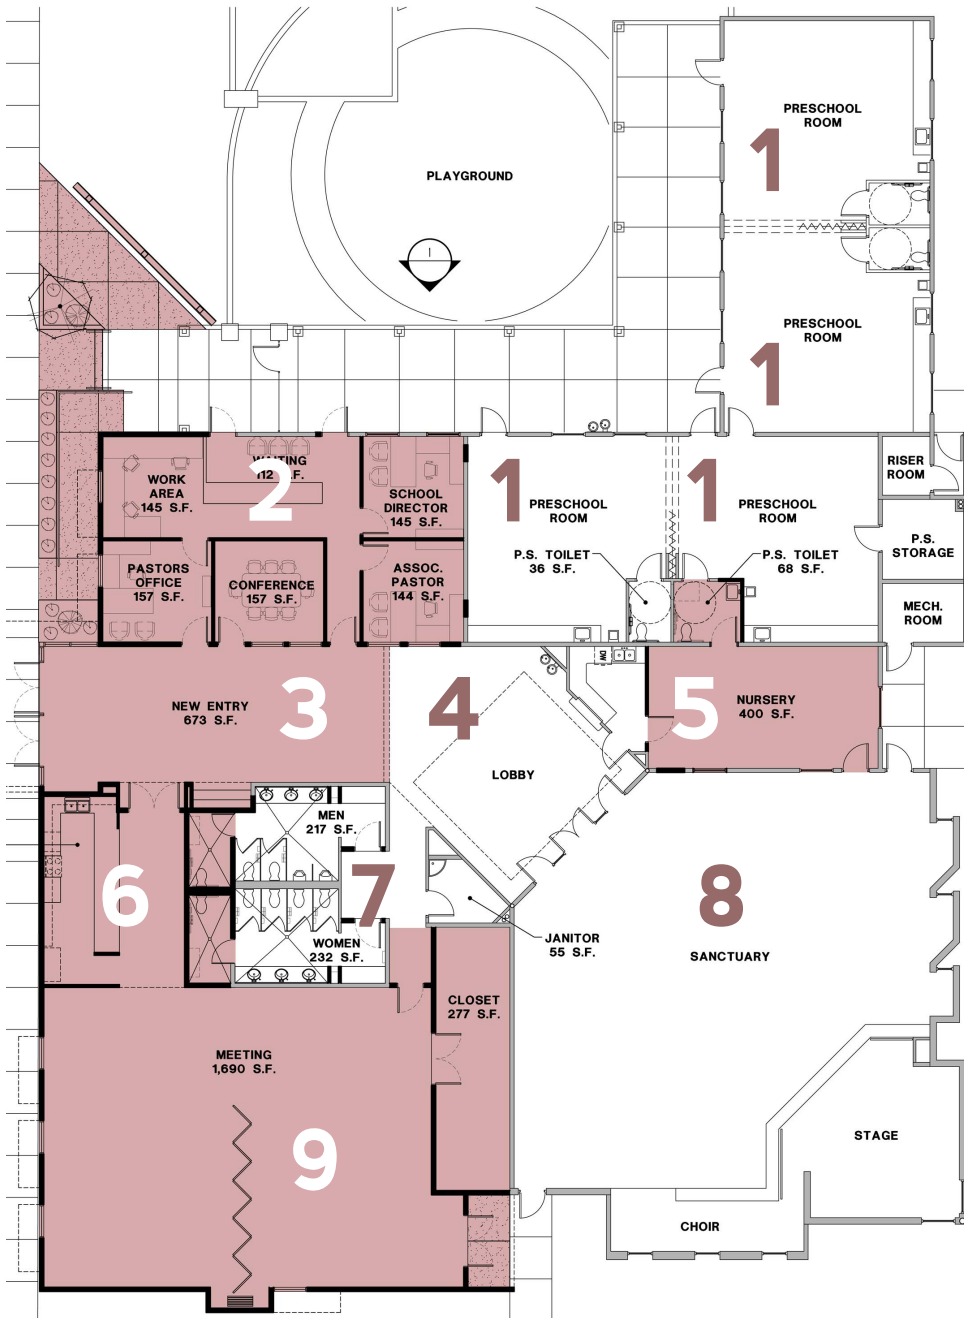 PRESCHOOL
ROOM
1
PLAYGROUND
1
PRESCHOOL
ROOM
1
WAITING
112 S.F.
2
WORK
AREA
145 S.F.
SCHOOL
DIRECTOR
145 S.F.
1
PRESCHOOL
ROOM
1
PRESCHOOL
ROOM
RISER
ROOM
P.S.
STORAGE
P.S. TOILET
36 S.F.
P.S. TOILET
68 S.F.
PASTORS
OFFICE
157 S.F.
CONFERENCE
157 S.F.
ASSOC.
PASTOR
144 S.F.
MECH.
ROOM
NEW ENTRY
673 S.F.
3
4
DW
5
NURSERY
400 S.F.
LOBBY
MEN
217 S.F.
6
7
8
WOMEN
232 S.F.
JANITOR
55 S.F.
SANCTUARY
CLOSET
277 S.F.
MEETING
1,690 S.F.
9
STAGE
CHOIR